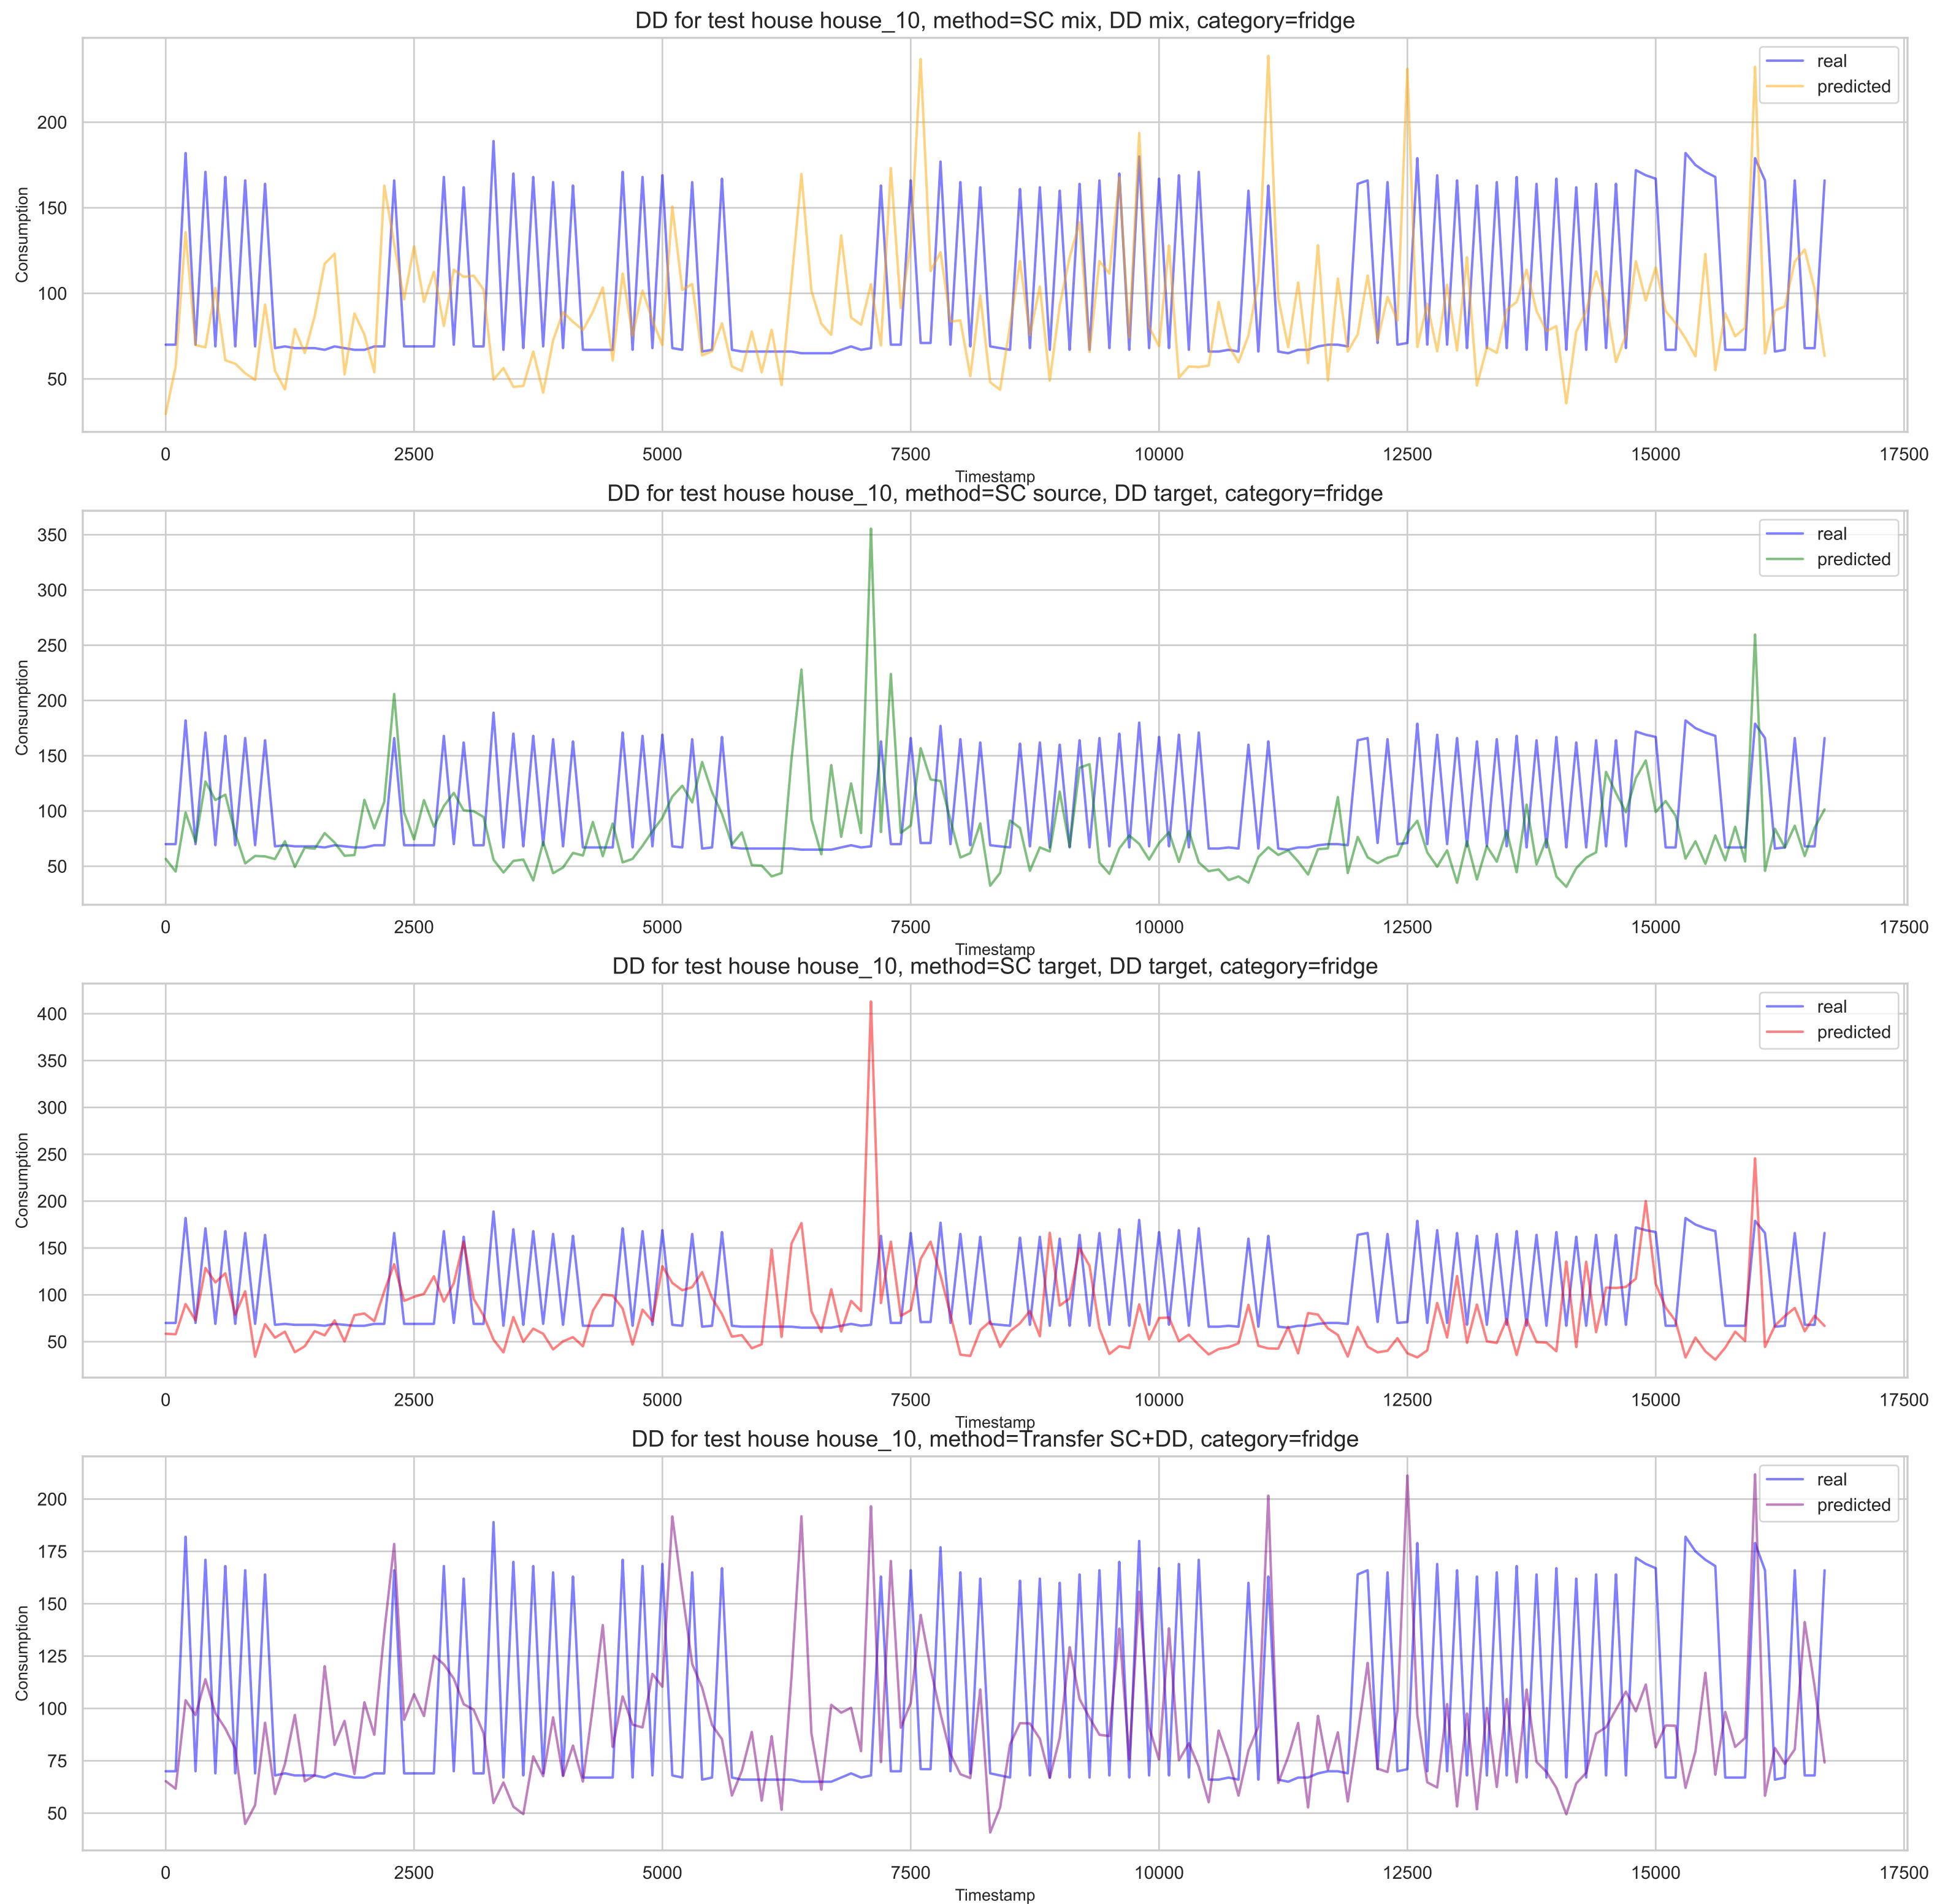 DD for test house house_10, method=SC mix, DD mix, category=fridge
real
predicted
Consumption
200
150
100
50
0 2500 5000 7500 10000 12500 15000 17500
Timestamp
DD for test house house_10, method=SC source, DD target, category=fridge
real
predicted
Consumption
350
300
250
200
150
100
50
0 2500 5000 7500 10000 12500 15000 17500
Timestamp
DD for test house house_10, method=SC target, DD target, category=fridge
real
predicted
Consumption
400
350
300
250
200
150
100
50
0 2500 5000 7500 10000 12500 15000 17500
Timestamp
DD for test house house_10, method=Transfer SC+DD, category=fridge
real
predicted
Consumption
200
175
150
125
100
75
50
0 2500 5000 7500 10000 12500 15000 17500
Timestamp